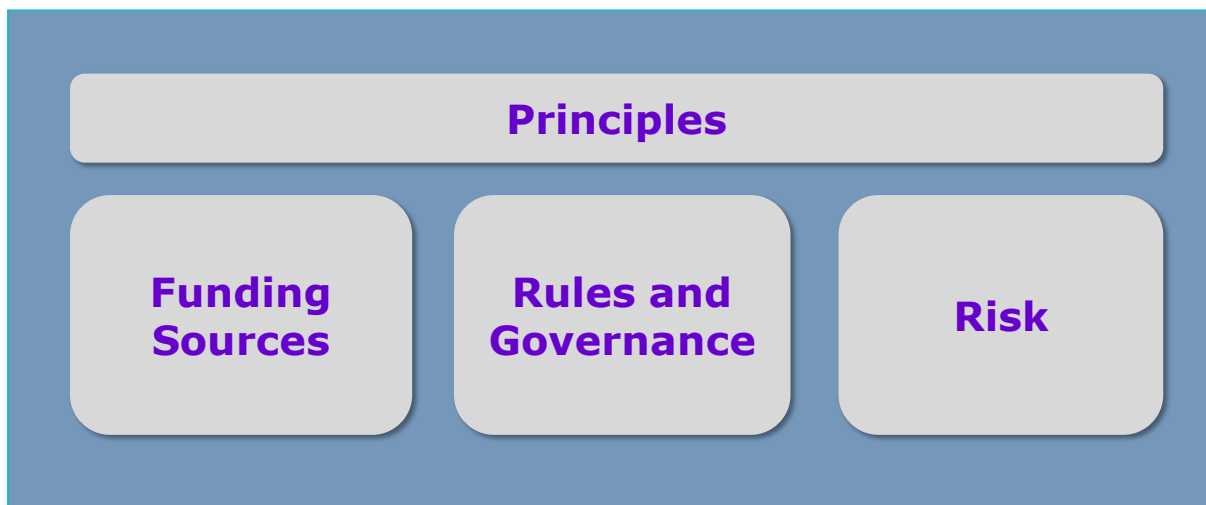 Principles
Funding
Sources
Rules and
Governance
Risk